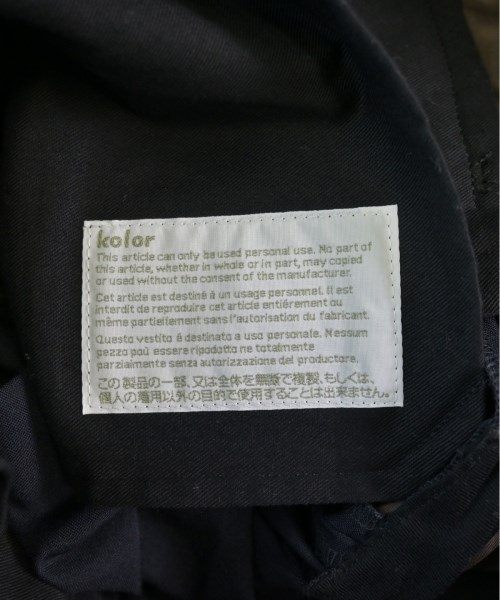 kolor
This article can only be used personal use. No part of
this article, whether in whole or in part, may copied
or used without the consent of the manufacturer.
Cet article est destiné à un usage personnel. Il est
interdit de reproduire cet article entiérement ou
même partiellement sans l'autorisation du fabricant.
Questo vestito é destinato a uso personale. Nessum
pezzo poù essere ripodotto ne totalmente
parzialmente senza autorizzazione del productore.
この製品の一部、又は全体を無断で複製、もしくは、
個人の着用以外の目的で使用することは出来ません。